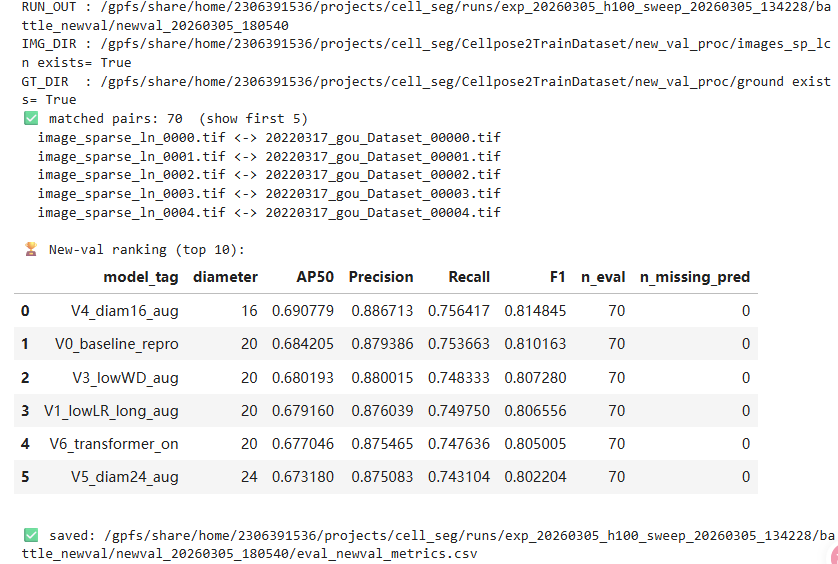 RUN_OUT : /gpfs/share/home/2306391536/projects/cell_seg/runs/exp_20260305_h100_sweep_20260305_134228/ba
ttle_newval/newval_20260305_180540
IMG_DIR : /gpfs/share/home/2306391536/projects/cell_seg/Cellpose2TrainDataset/new_val_proc/images_sp_lc
n exists= True
GT_DIR  : /gpfs/share/home/2306391536/projects/cell_seg/Cellpose2TrainDataset/new_val_proc/ground exist
s= True
✅ matched pairs: 70  (show first 5)
image_sparse_ln_0000.tif <-> 20220317_gou_Dataset_00000.tif
image_sparse_ln_0001.tif <-> 20220317_gou_Dataset_00001.tif
image_sparse_ln_0002.tif <-> 20220317_gou_Dataset_00002.tif
image_sparse_ln_0003.tif <-> 20220317_gou_Dataset_00003.tif
image_sparse_ln_0004.tif <-> 20220317_gou_Dataset_00004.tif
🏆 New-val ranking (top 10):
model_tag diameter AP50 Precision Recall F1 n_eval n_missing_pred
0 V4_diam16_aug 16 0.690779 0.886713 0.756417 0.814845 70 0
1 V0_baseline_repro 20 0.684205 0.879386 0.753663 0.810163 70 0
2 V3_lowWD_aug 20 0.680193 0.880015 0.748333 0.807280 70 0
3 V1_lowLR_long_aug 20 0.679160 0.876039 0.749750 0.806556 70 0
4 V6_transformer_on 20 0.677046 0.875465 0.747636 0.805005 70 0
5 V5_diam24_aug 24 0.673180 0.875083 0.743104 0.802204 70 0
✅ saved: /gpfs/share/home/2306391536/projects/cell_seg/runs/exp_20260305_h100_sweep_20260305_134228/ba
ttle_newval/newval_20260305_180540/eval_newval_metrics.csv